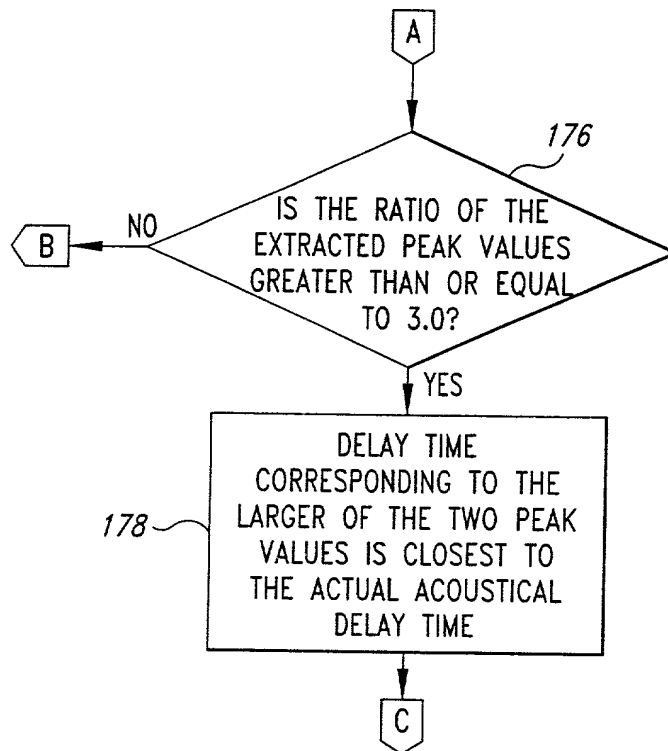 A
176
IS THE RATIO OF THE
EXTRACTED PEAK VALUES
GREATER THAN OR EQUAL
TO 3.0?
NO
B
YES
DELAY TIME
CORRESPONDING TO THE
LARGER OF THE TWO PEAK
VALUES IS CLOSEST TO
THE ACTUAL ACOUSTICAL
DELAY TIME
178
C